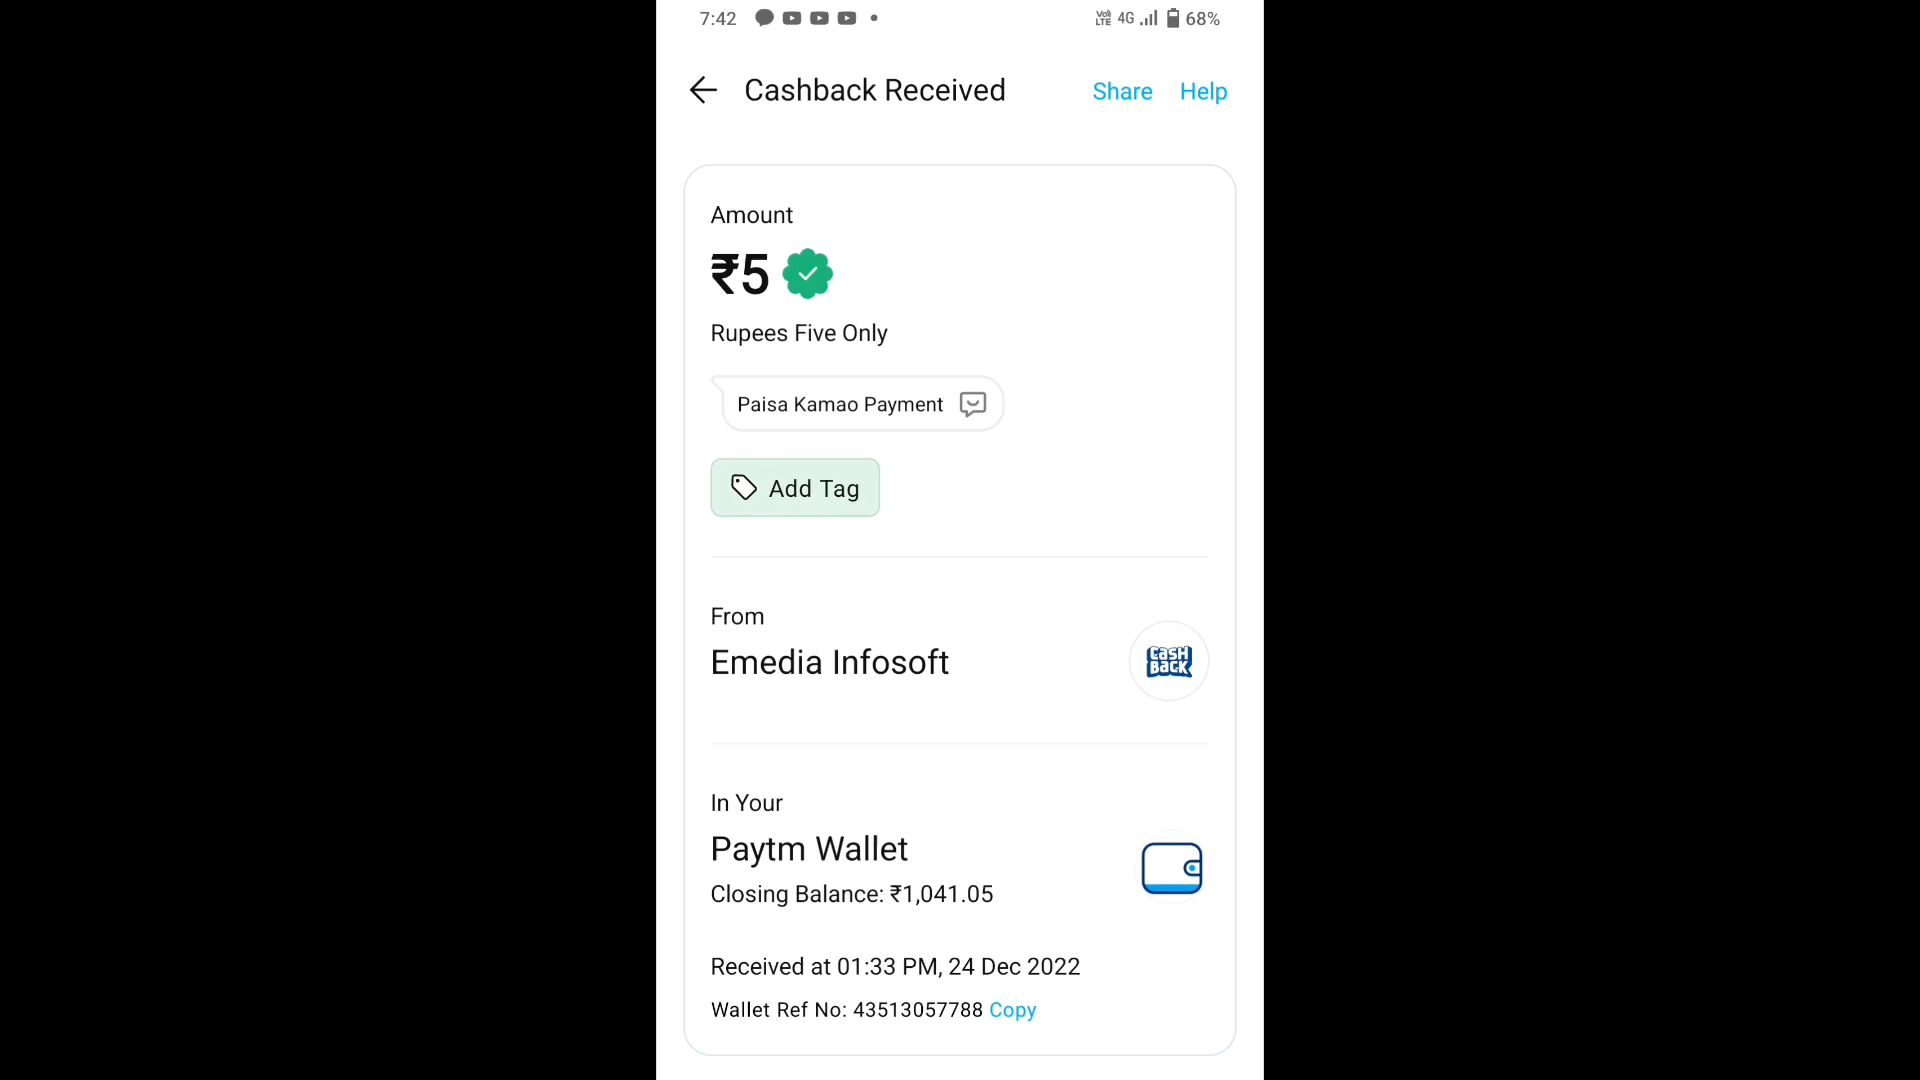 7:42
Vo) LTE 4G 68%
Cashback Received
Share Help
Amount
₹5
Rupees Five Only
Paisa Kamao Payment
Add Tag
From
Emedia Infosoft
CASH
BACK
In Your
Paytm Wallet
Closing Balance: ₹1,041.05
Received at 01:33 PM, 24 Dec 2022
Wallet Ref No: 43513057788 Copy